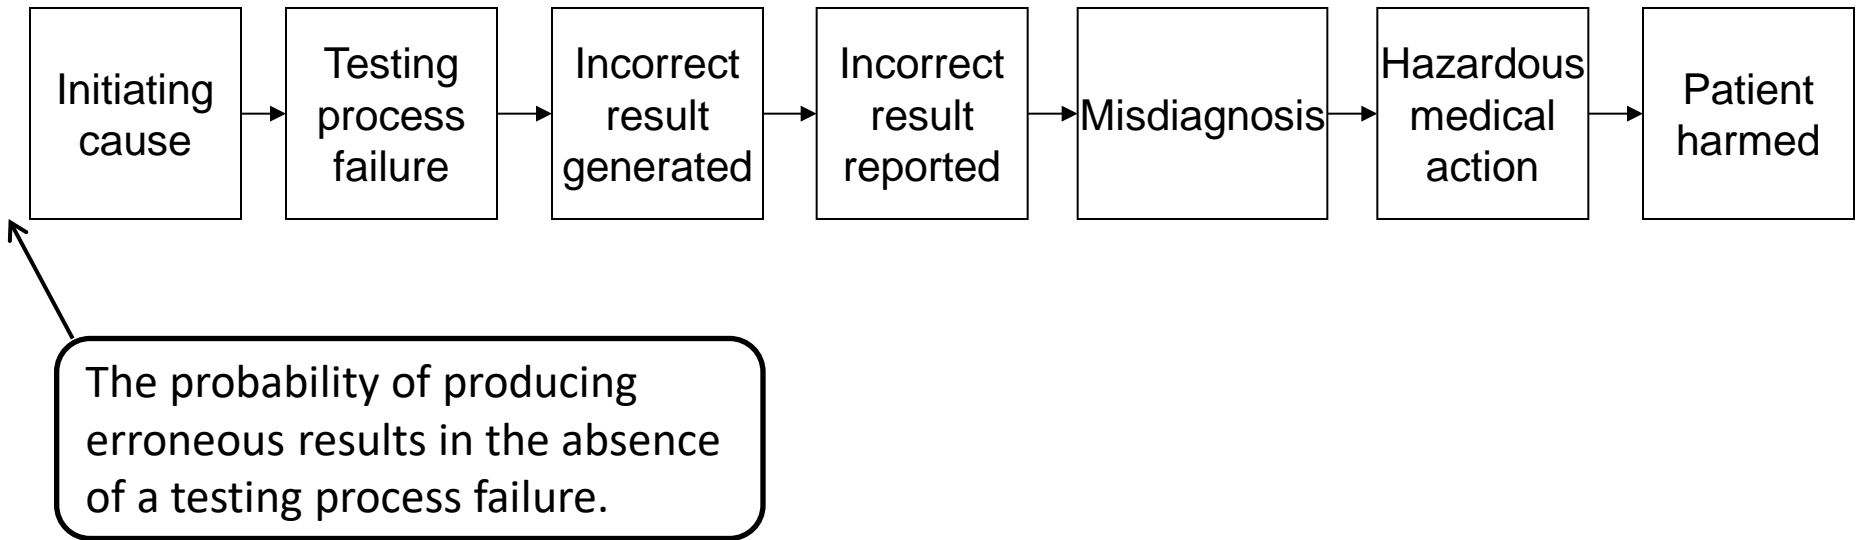 Initiating
cause
Testing
process
failure
Incorrect
result
generated
Incorrect
result
reported
Misdiagnosis
Hazardous
medical
action
Patient
harmed
The probability of producing
erroneous results in the absence
of a testing process failure.